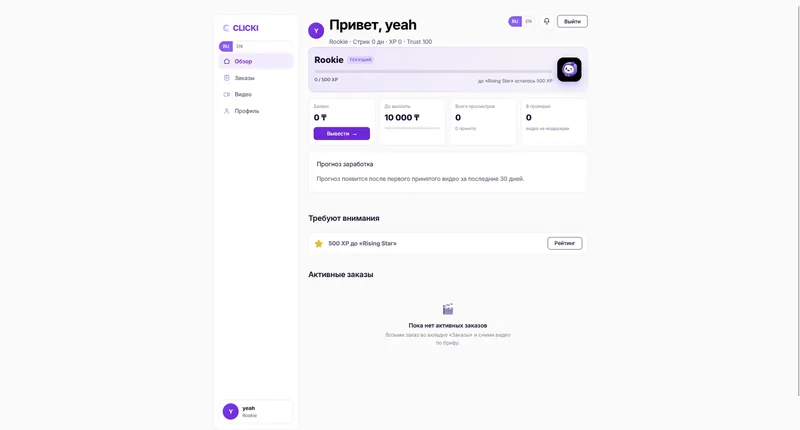 CLICKI
RU EN
Обзор
Заказы
Видео
Профиль
Y
yeah
Rookie
Y
Привет, yeah
Rookie · Стрик 0 дн · XP 0 · Trust 100
RU EN
Выйти
Rookie ТЕКУЩИЙ
0 / 500 XP
до «Rising Star» осталось 500 XP
Баланс
0 ₸
Вывести →
До выплаты
10 000 ₸
Всего просмотров
0
0 принято
В проверке
0
видео на модерации
Прогноз заработка
Прогноз появится после первого принятого видео за последние 30 дней.
Требуют внимания
500 XP до «Rising Star»
Рейтинг
Активные заказы
Пока нет активных заказов
Возьми заказ во вкладке «Заказы» и сними видео
по брифу.